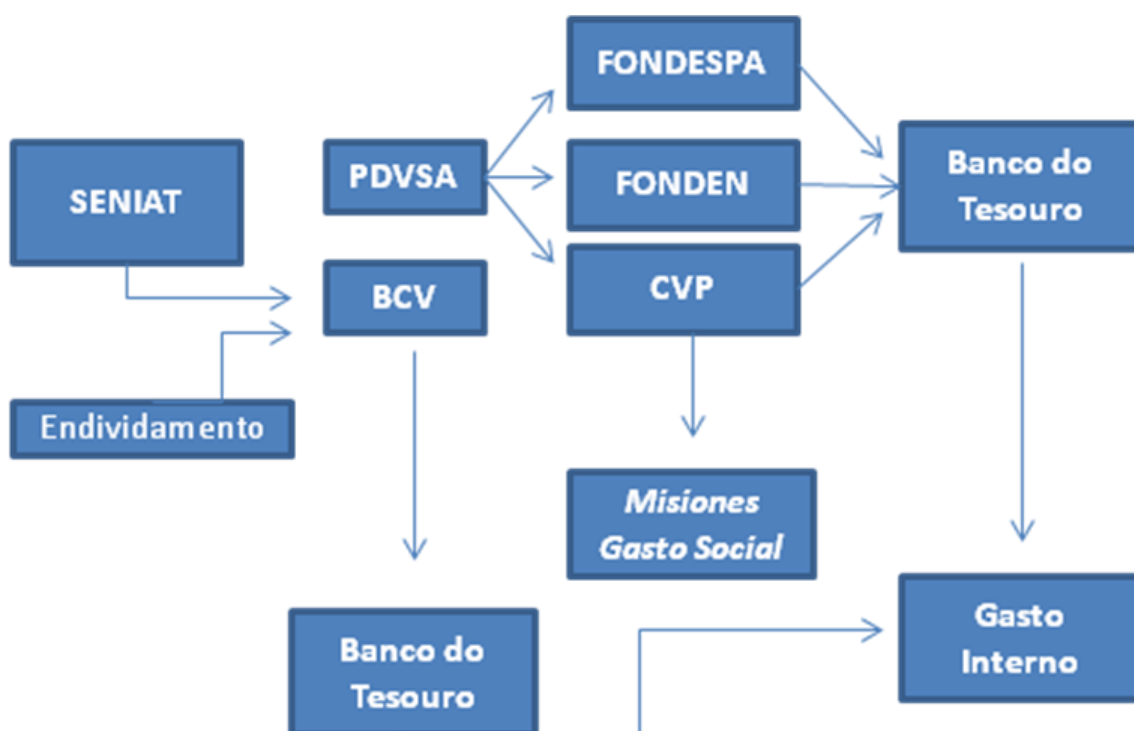 FONDESPA
SENIAT
PDVSA
FONDEN
Banco do
Tesouro
BCV
CVP
Endividamento
Misiones
Gasto Social
Banco do
Tesouro
Gasto
Interno